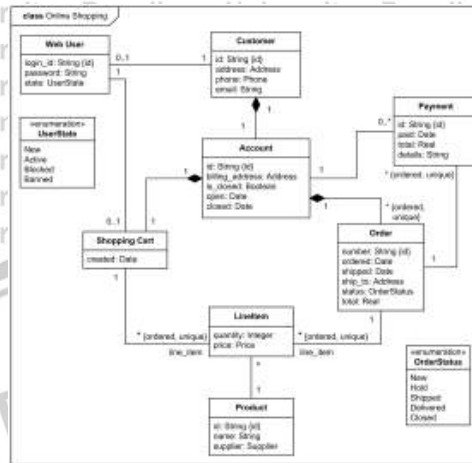 class Online Shopping
Web User
login_id: String {id}
password: String
state: UserState
0..1
1
1
Customer
id: String {id}
address: Address
phone: Phone
email: String
1
1
«enumeration»
UserState
New
Active
Blocked
Banned
Account
id: String {id}
billing_address: Address
is_closed: Boolean
open: Date
closed: Date
1
1
1
1
Payment
id: String {id}
paid: Date
total: Real
details: String
0..*
* {ordered, unique}
* {ordered,
unique}
Order
number: String {id}
ordered: Date
shipped: Date
ship_to: Address
status: OrderStatus
total: Real
1
1
0..1
Shopping Cart
created: Date
1
LineItem
quantity: Integer
price: Price
* {ordered, unique}
line_item
* {ordered, unique}
line_item
*
1
Product
id: String {id}
name: String
supplier: Supplier
«enumeration»
OrderStatus
New
Hold
Shipped
Delivered
Closed